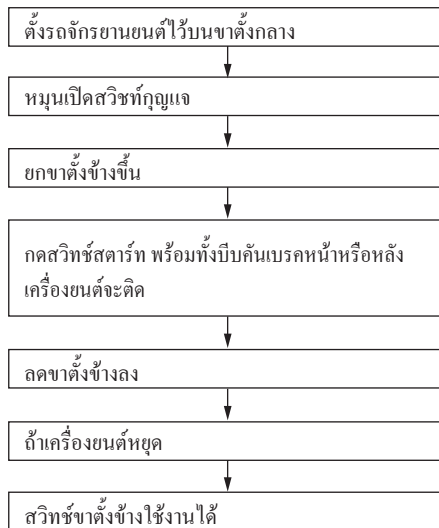 ตั้งรถจักรยานยนต์ไว้บนขาตั้งกลาง
หมุนเปิดสวิชท์กุญแจ
ยกขาตั้งข้างขึ้น
กดสวิทช์สตาร์ท พร้อมทั้งบีบคันเบรคหน้าหรือหลัง
เครื่องยนต์จะติด
ลดขาตั้งข้างลง
ถ้าเครื่องยนต์หยุด
สวิทช์ขาตั้งข้างใช้งานได้